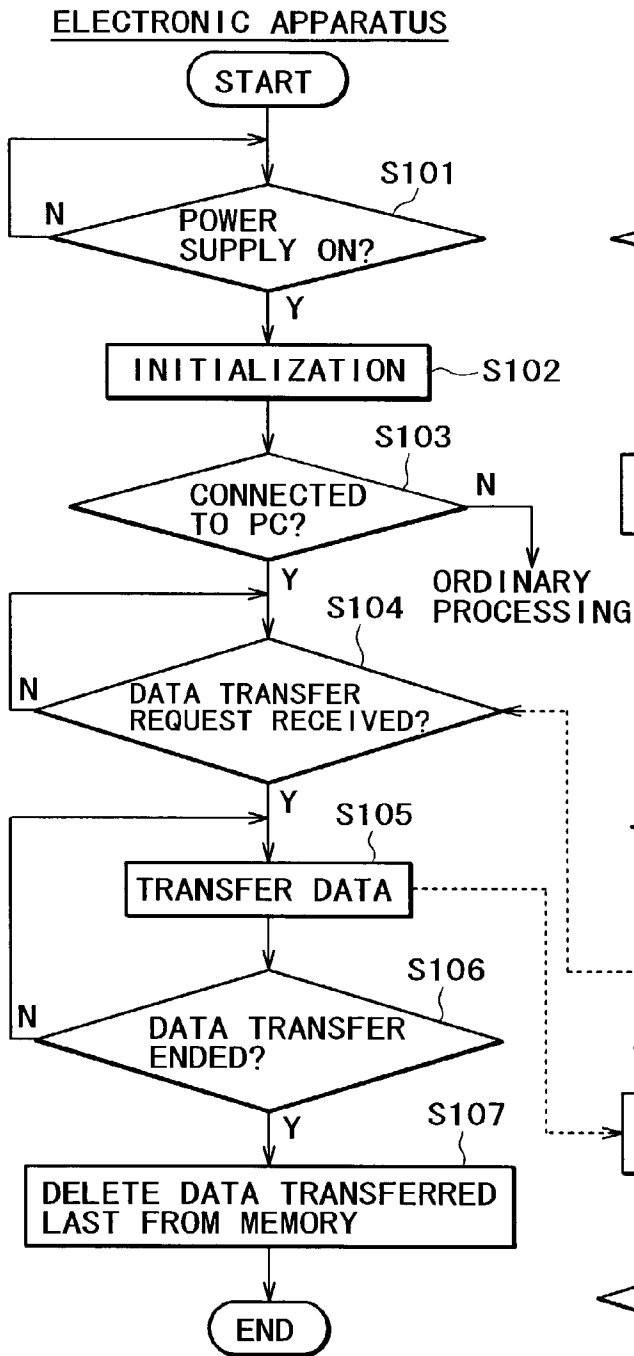 ELECTRONIC APPARATUS
START
S101
N
POWER
SUPPLY ON?
Y
INITIALIZATION
S102
S103
CONNECTED
TO PC?
N
Y
ORDINARY
PROCESSING
S104
N
DATA TRANSFER
REQUEST RECEIVED?
Y
S105
TRANSFER DATA
S106
N
DATA TRANSFER
ENDED?
Y
S107
DELETE DATA TRANSFERRED
LAST FROM MEMORY
END